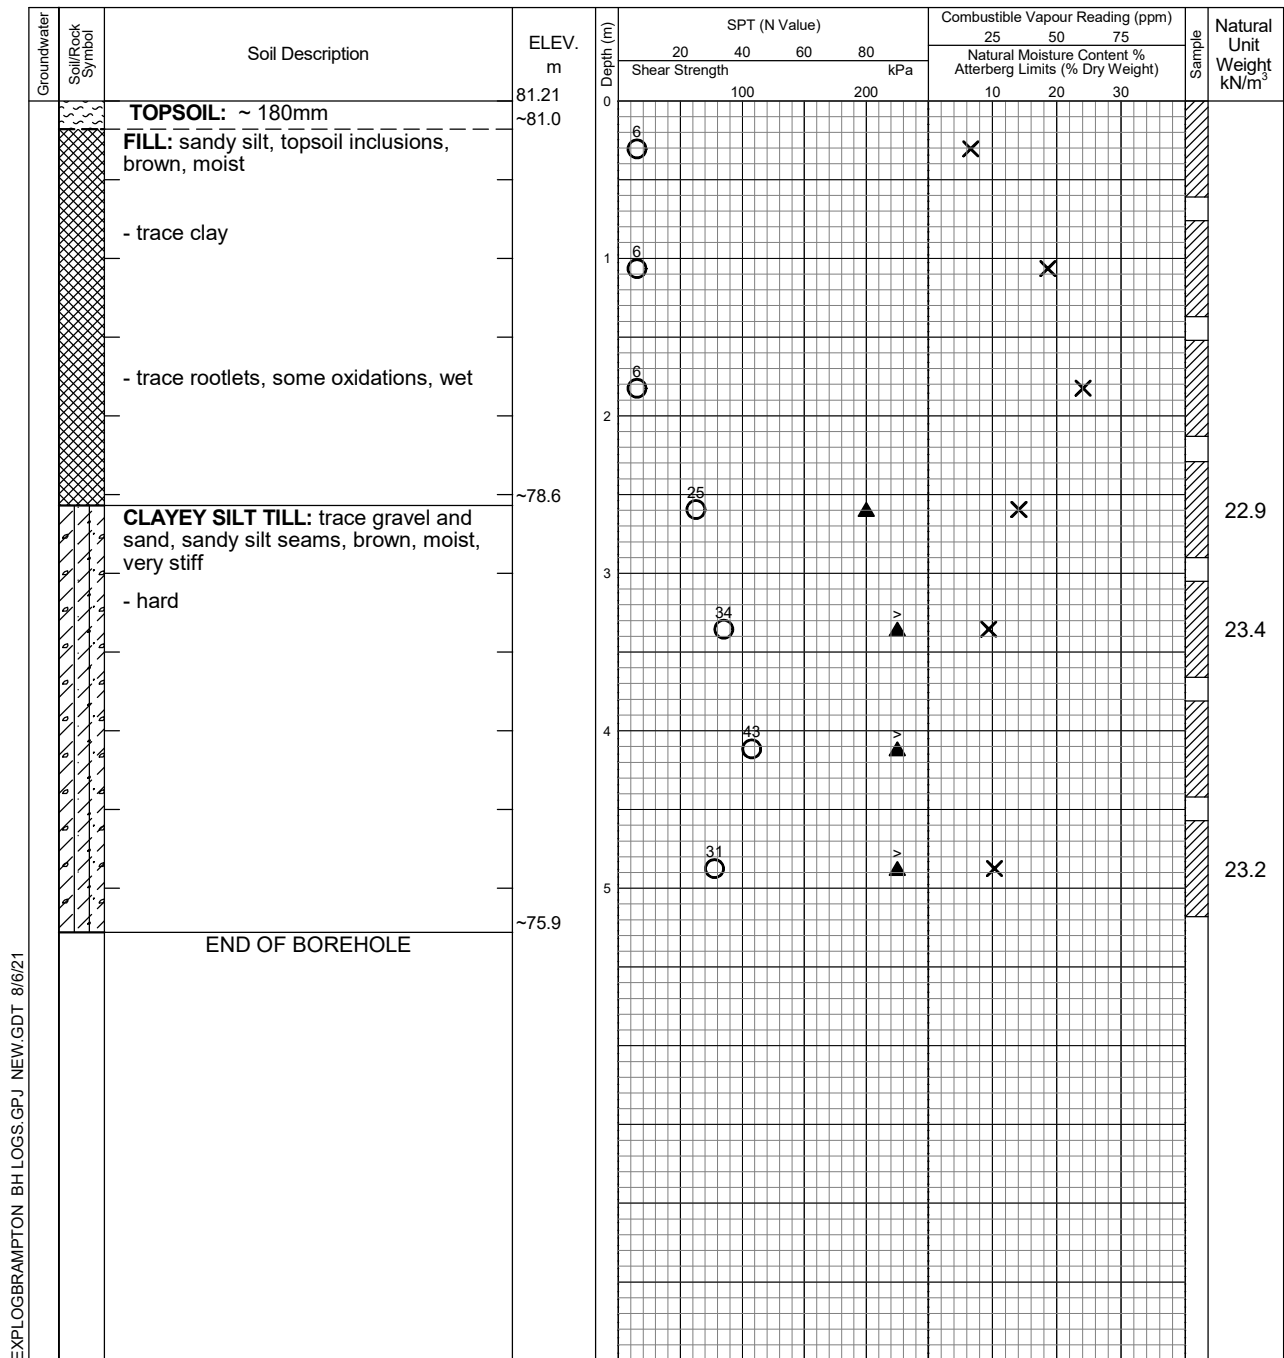 Groundwater
Soil/Rock
Symbol
Soil Description
ELEV.
m
Depth (m)
SPT (N Value)
20 40 60 80
Shear Strength kPa
100 200
Combustible Vapour Reading (ppm)
25 50 75
Natural Moisture Content %
Atterberg Limits (% Dry Weight)
10 20 30
Sample
Natural
Unit
Weight
kN/m3
81.21
0
TOPSOIL: ~ 180mm
~81.0
FILL: sandy silt, topsoil inclusions,
brown, moist
6
- trace clay
6
1
- trace rootlets, some oxidations, wet
6
2
~78.6
25
22.9
CLAYEY SILT TILL: trace gravel and
sand, sandy silt seams, brown, moist,
very stiff
3
- hard
34 >
23.4
4
43 >
31 >
23.2
5
~75.9
END OF BOREHOLE
EXPLOGBRAMPTON BH LOGS.GPJ NEW.GDT 8/6/21